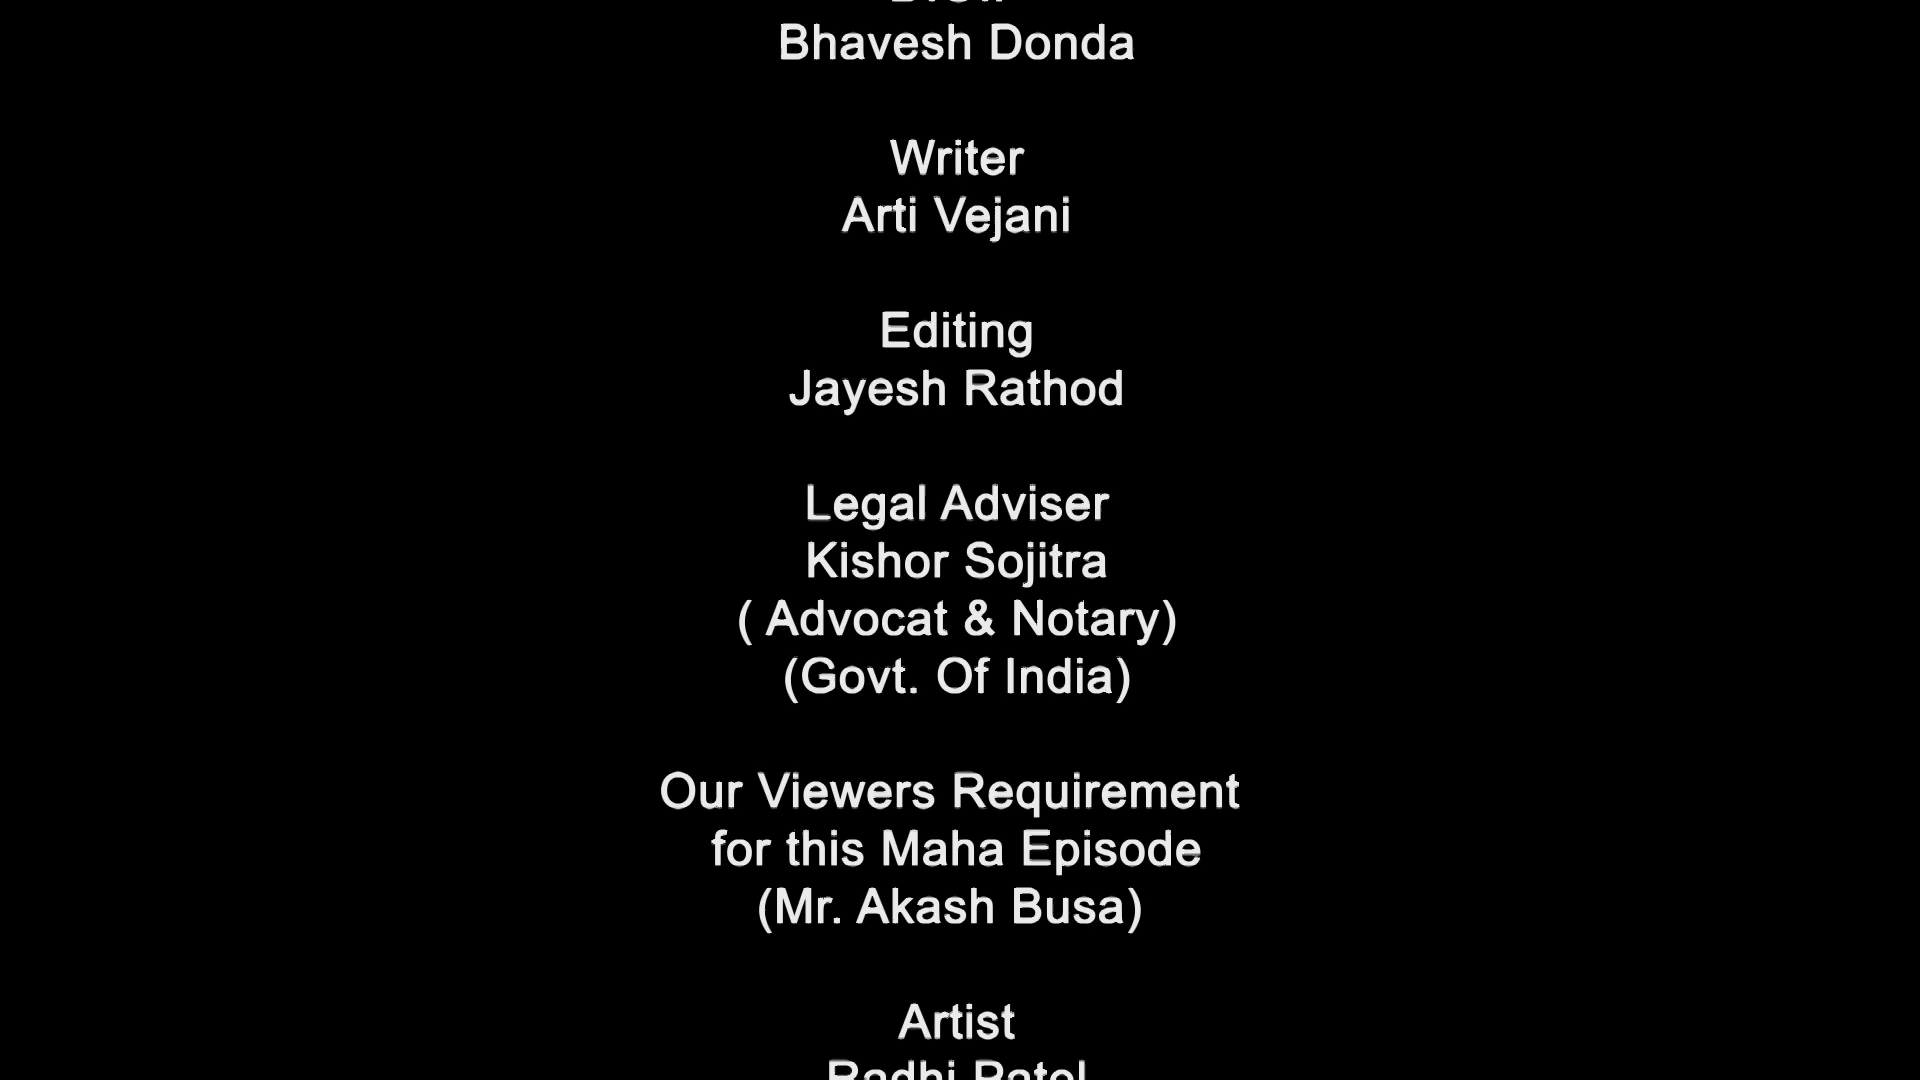 Bhavesh Donda
Writer
Arti Vejani
Editing
Jayesh Rathod
Legal Adviser
Kishor Sojitra
( Advocat & Notary)
(Govt. Of India)
Our Viewers Requirement
for this Maha Episode
(Mr. Akash Busa)
Artist